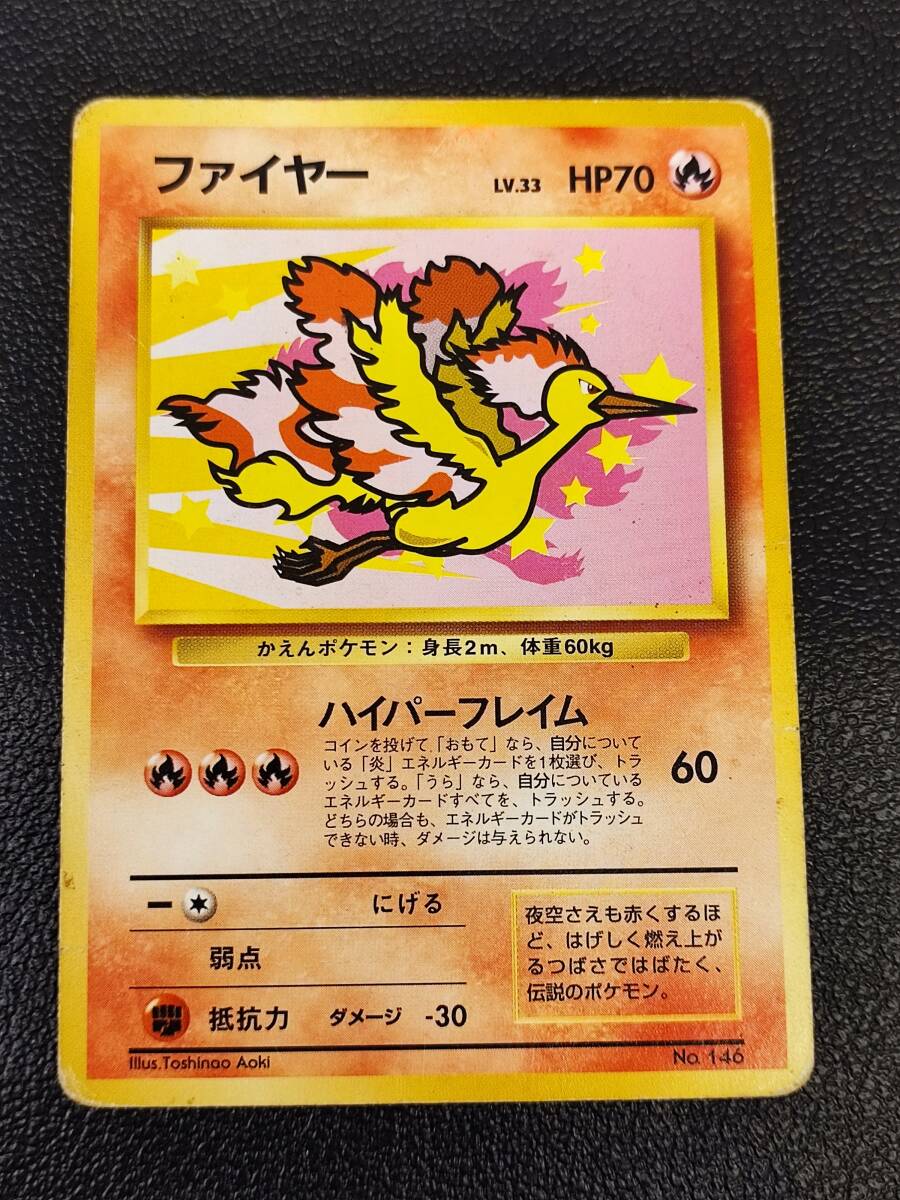 ファイヤー LV.33 HP70
かえんポケモン：身長2m、体重60kg
ハイパーフレイム
コインを投げて「おもて」なら、自分についている「炎」エネルギーカードを1枚選び、トラッシュする。「うら」なら、自分についているエネルギーカードすべてを、トラッシュする。どちらの場合も、エネルギーカードがトラッシュできない時、ダメージは与えられない。
60
にげる
弱点
抵抗力 ダメージ -30
夜空さえも赤くするほ
ど、はげしく燃え上が
るつばさではばたく、
伝説のポケモン。
Illus.Toshinao Aoki
No. 146